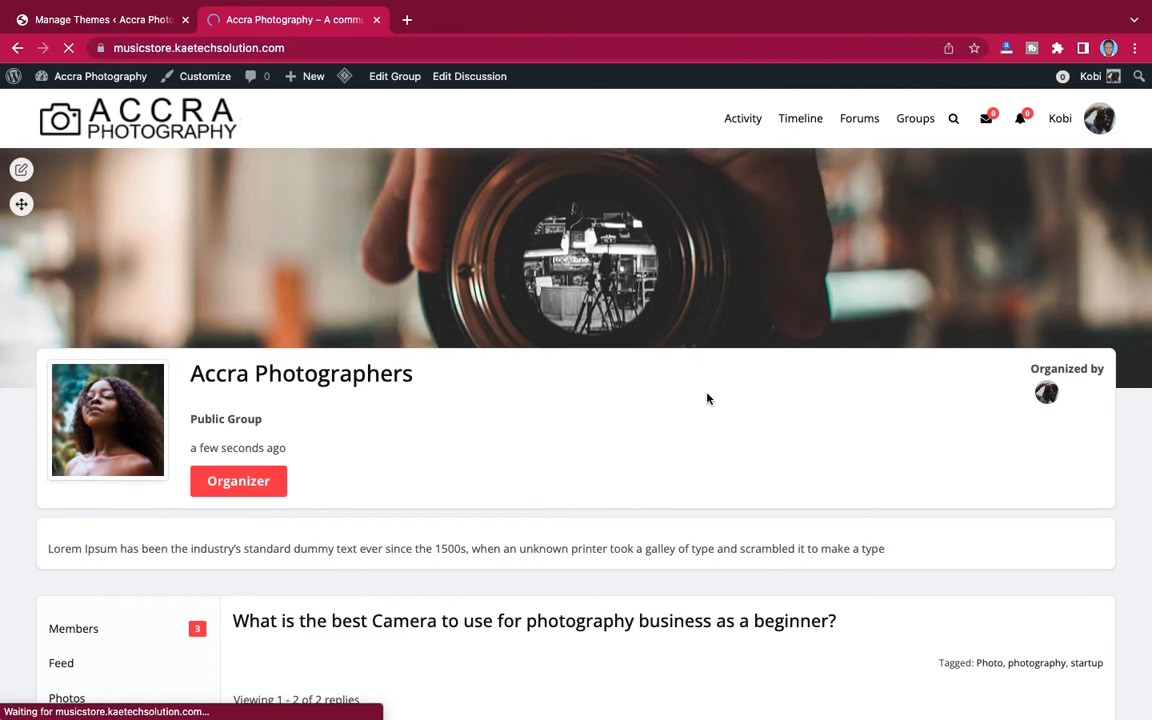 Manage Themes ‹ Accra Photo
Accra Photography – A comm
musicstore.kaetechsolution.com
Accra Photography
Customize
0
New
Edit Group
Edit Discussion
0
Kobi
ACCRA
PHOTOGRAPHY
Activity
Timeline
Forums
Groups
0
0
Kobi
LOCAL
Accra Photographers
Organized by
Public Group
a few seconds ago
Organizer
Lorem Ipsum has been the industry's standard dummy text ever since the 1500s, when an unknown printer took a galley of type and scrambled it to make a type
What is the best Camera to use for photography business as a beginner?
Members
3
Feed
Tagged: Photo, photography, startup
Photos
Viewing 1 - 2 of 2 replies
Waiting for musicstore.kaetechsolution.com...